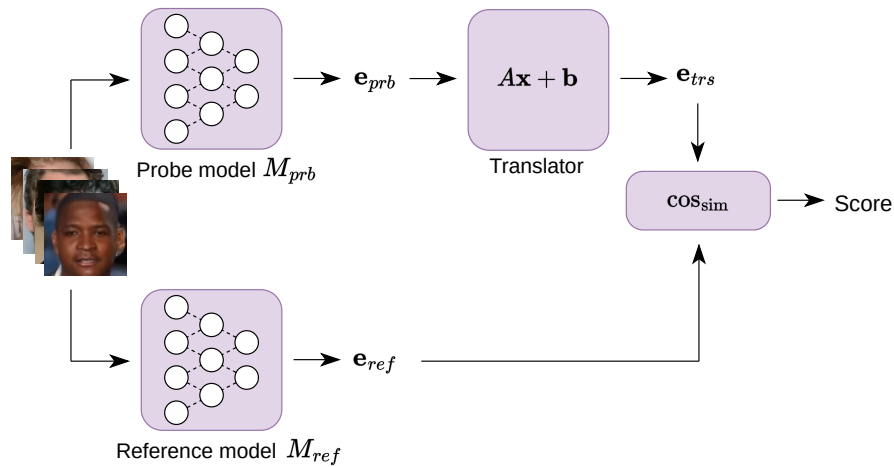 e_prb
Ax + b
e_trs
Probe model M_prb
Translator
cos_sim
Score
e_ref
Reference model M_ref